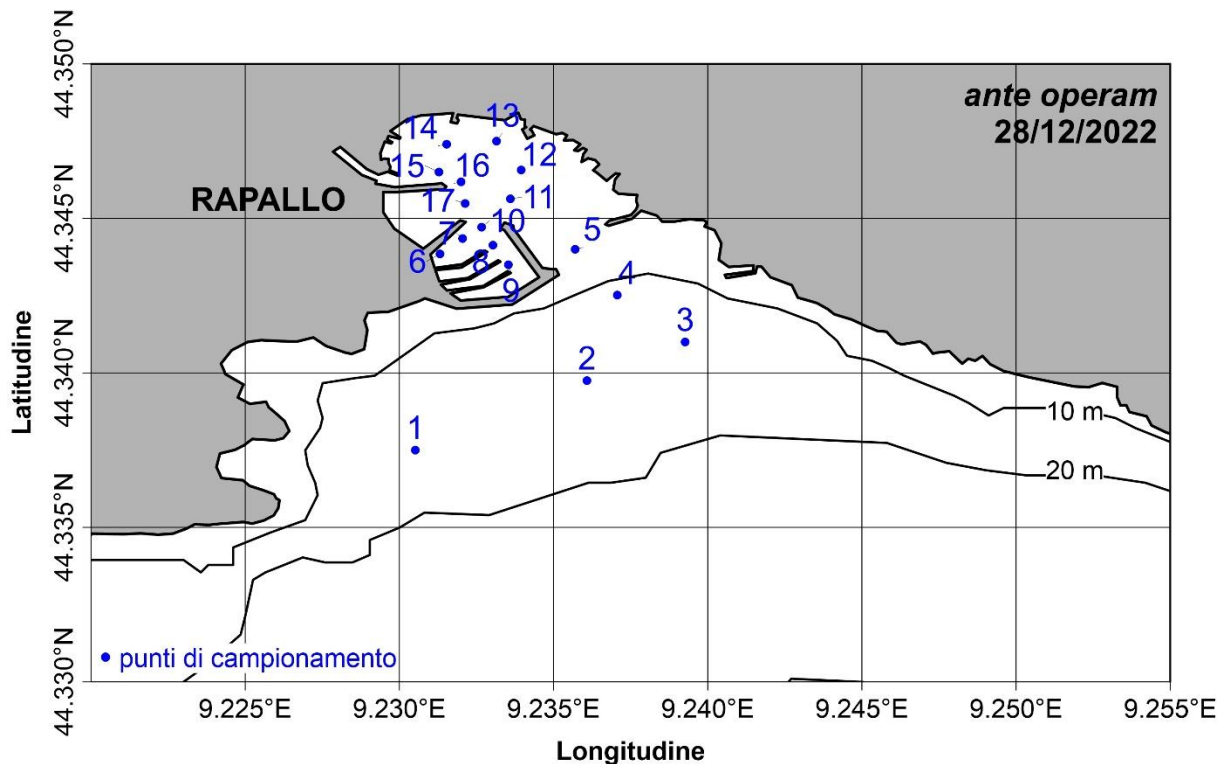 44.350°N
ante operam
28/12/2022
13
14
12
15
16
RAPALLO
17
11
44.345°N
10
7
5
6
8
9
4
3
2
44.340°N
Latitudine
1
10 m
20 m
44.335°N
punti di campionamento
44.330°N
9.225°E
9.230°E
9.235°E
9.240°E
9.245°E
9.250°E
9.255°E
Longitudine